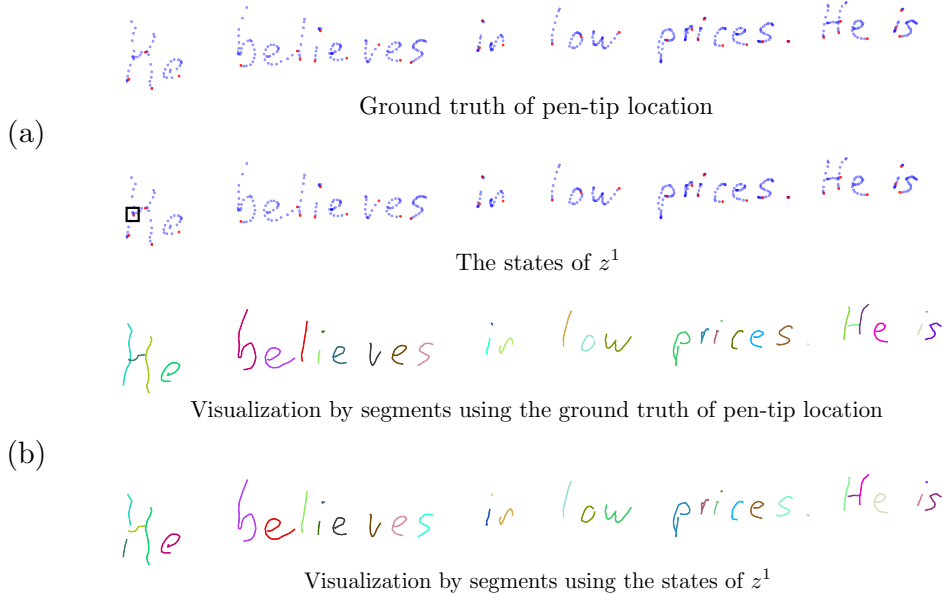 He believes in low prices. He is
Ground truth of pen-tip location
(a)
He believes in low prices. He is
The states of z¹
He believes in low prices. He is
Visualization by segments using the ground truth of pen-tip location
(b)
He believes in low prices. He is
Visualization by segments using the states of z¹